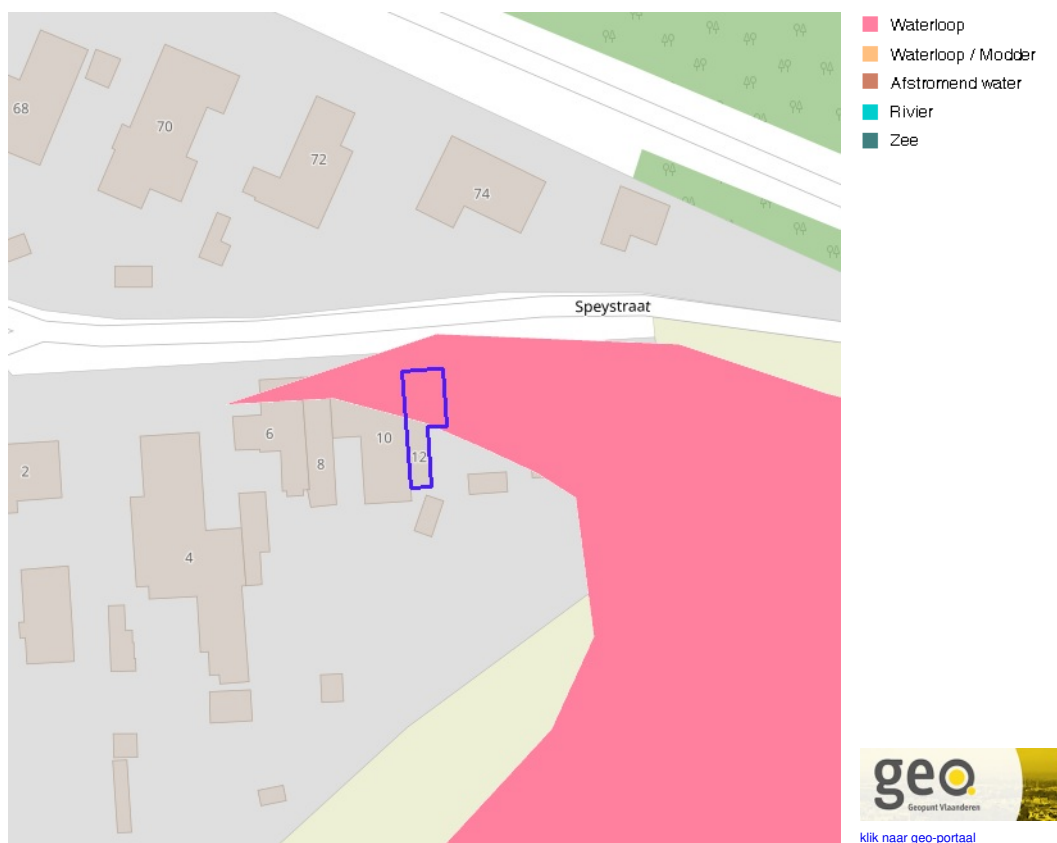 Waterloop
Waterloop / Modder
Afstromend water
Rivier
Zee
68
70
72
74
Speystraat
6
10
12
8
2
4
geo
Geopunt Vlaanderen
klik naar geo-portaal